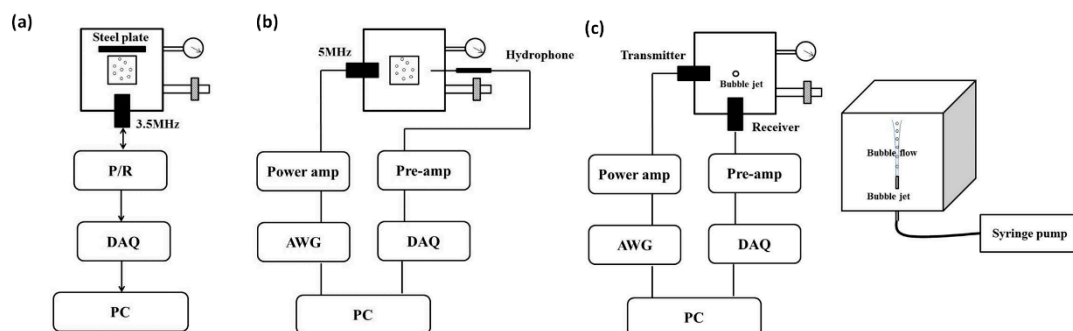 (a)
Steel plate
3.5MHz
P/R
DAQ
PC
(b)
5MHz
Hydrophone
Power amp
Pre-amp
AWG
DAQ
PC
(c)
Transmitter
Bubble jet
Receiver
Power amp
Pre-amp
AWG
DAQ
PC
Bubble flow
Bubble jet
Syringe pump